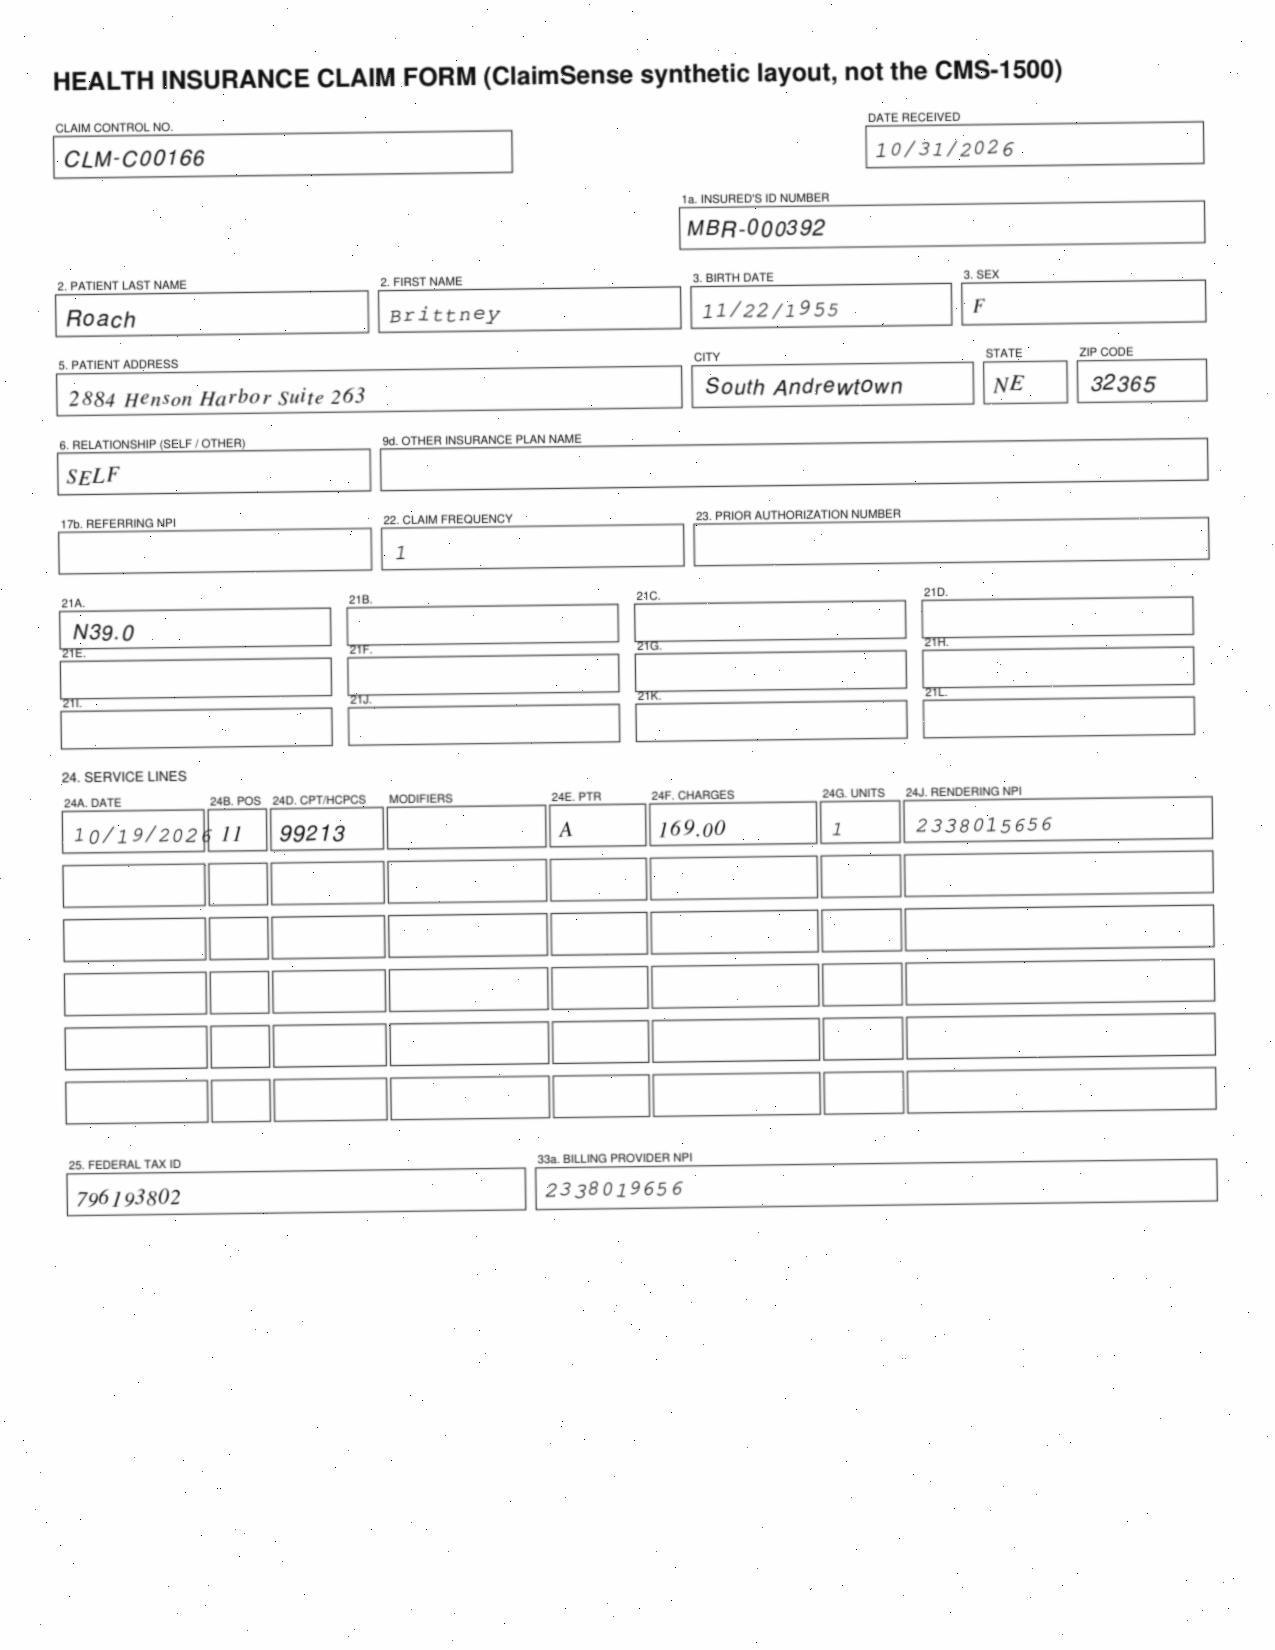 HEALTH INSURANCE CLAIM FORM (ClaimSense synthetic layout, not the CMS-1500)
CLAIM CONTROL NO.
CLM-C00166
DATE RECEIVED
10/31/2026
1a. INSURED'S ID NUMBER
MBR-000392
2. PATIENT LAST NAME 2. FIRST NAME 3. BIRTH DATE 3. SEX
Roach Brittney 11/22/1955 F
5. PATIENT ADDRESS CITY STATE ZIP CODE
2884 Henson Harbor Suite 263 South Andrewtown NE 32365
6. RELATIONSHIP (SELF / OTHER) 9d. OTHER INSURANCE PLAN NAME
SELF
17b. REFERRING NPI 22. CLAIM FREQUENCY 23. PRIOR AUTHORIZATION NUMBER
1
21A. 21B. 21C. 21D.
N39.0
21E. 21F. 21G. 21H.
21I. 21J. 21K. 21L.
24. SERVICE LINES
24A. DATE 24B. POS 24D. CPT/HCPCS MODIFIERS 24E. PTR 24F. CHARGES 24G. UNITS 24J. RENDERING NPI
10/19/2026 11 99213 A 169.00 1 2338015656
25. FEDERAL TAX ID 33a. BILLING PROVIDER NPI
796193802 2338019656